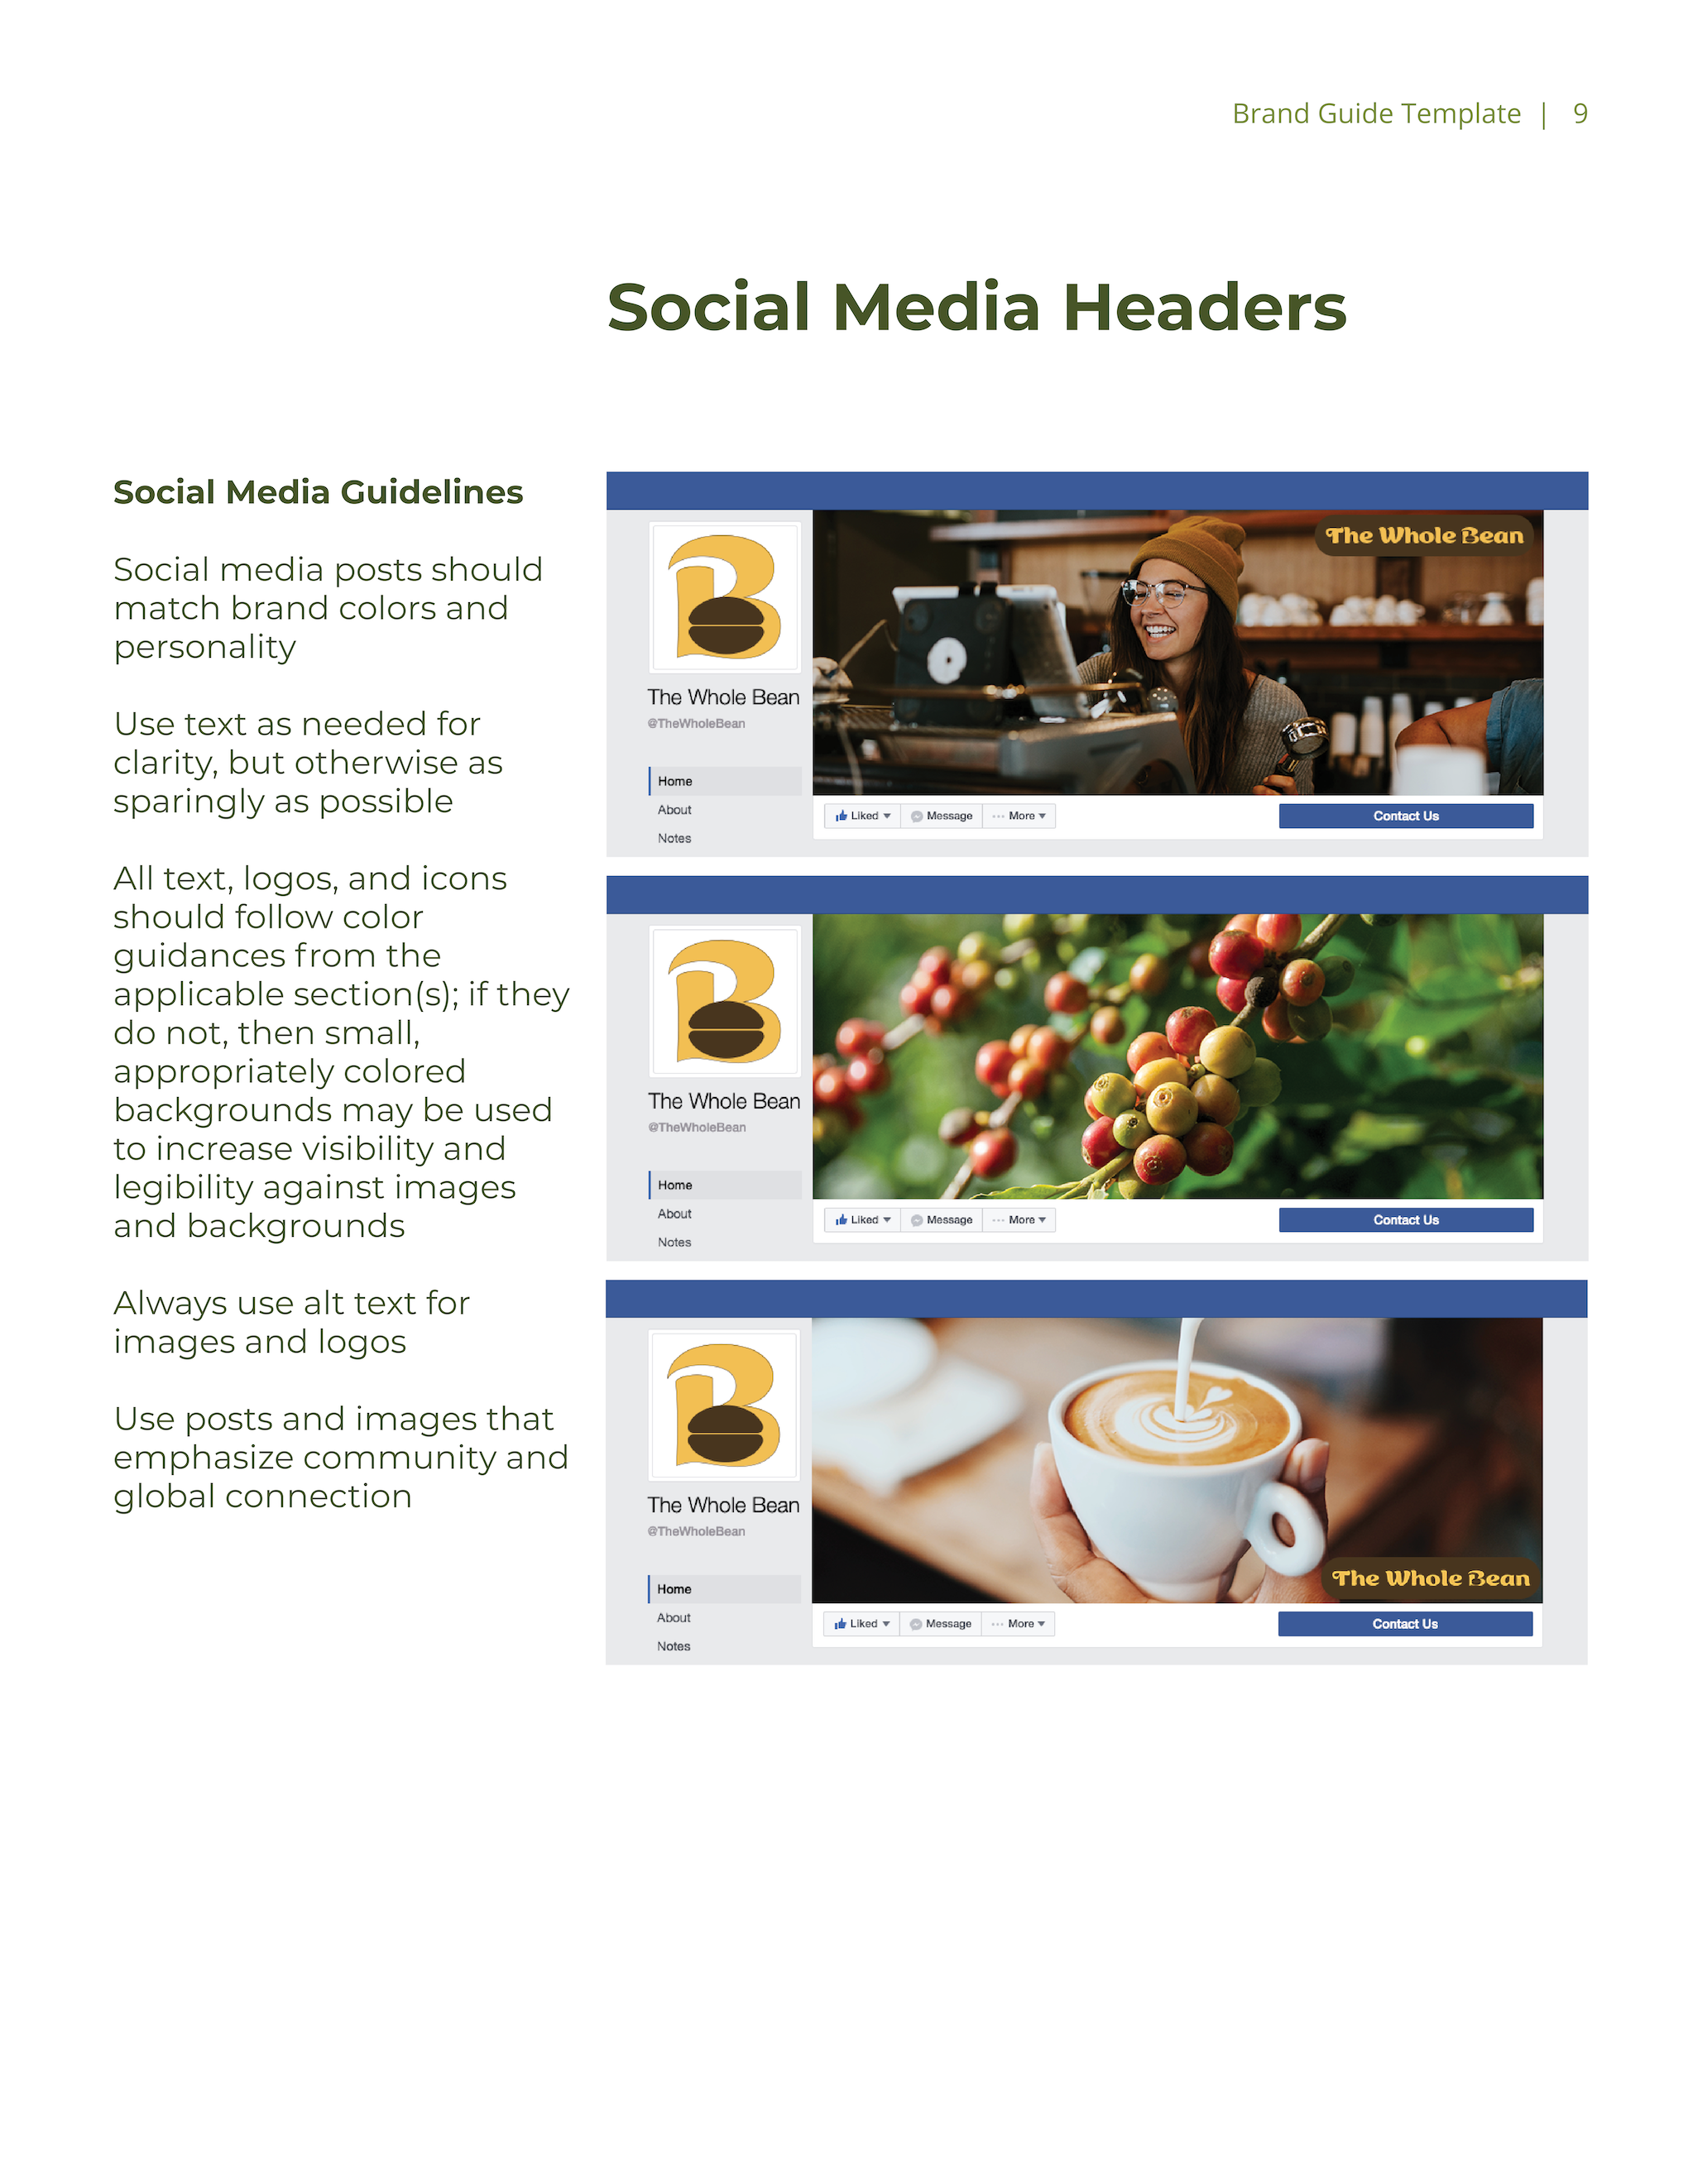 Brand Guide Template | 9
Social Media Headers
Social Media Guidelines
Social media posts should
match brand colors and
personality
Use text as needed for
clarity, but otherwise as
sparingly as possible
All text, logos, and icons
should follow color
guidances from the
applicable section(s); if they
do not, then small,
appropriately colored
backgrounds may be used
to increase visibility and
legibility against images
and backgrounds
Always use alt text for
images and logos
Use posts and images that
emphasize community and
global connection
B
The Whole Bean
The Whole Bean
@TheWholeBean
Home
About
Notes
Liked
Message
More
Contact Us
B
The Whole Bean
@TheWholeBean
Home
About
Notes
Liked
Message
More
Contact Us
B
The Whole Bean
@TheWholeBean
The Whole Bean
Home
About
Notes
Liked
Message
More
Contact Us